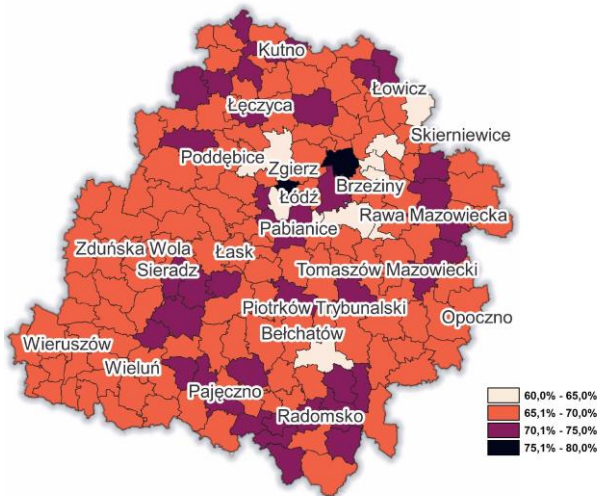 Kutno
Łowicz
Łęczyca
Skierniewice
Poddębice
Zgierz
Brzeziny
Łódź
Rawa Mazowiecka
Pabianice
Zduńska Wola
Łask
Sieradz
Tomaszów Mazowiecki
Piotrków Trybunalski
Opoczno
Bełchatów
Wieruszów
Wieluń
Pajęczno
Radomsko
60,0% - 65,0%
65,1% - 70,0%
70,1% - 75,0%
75,1% - 80,0%